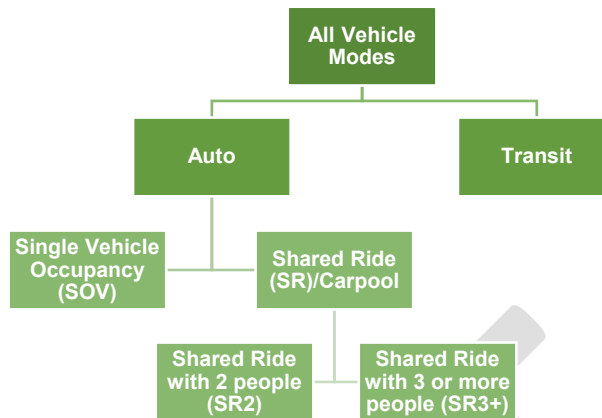 All Vehicle
Modes
Auto
Transit
Single Vehicle
Occupancy
(SOV)
Shared Ride
(SR)/Carpool
Shared Ride
with 2 people
(SR2)
Shared Ride
with 3 or more
people (SR3+)